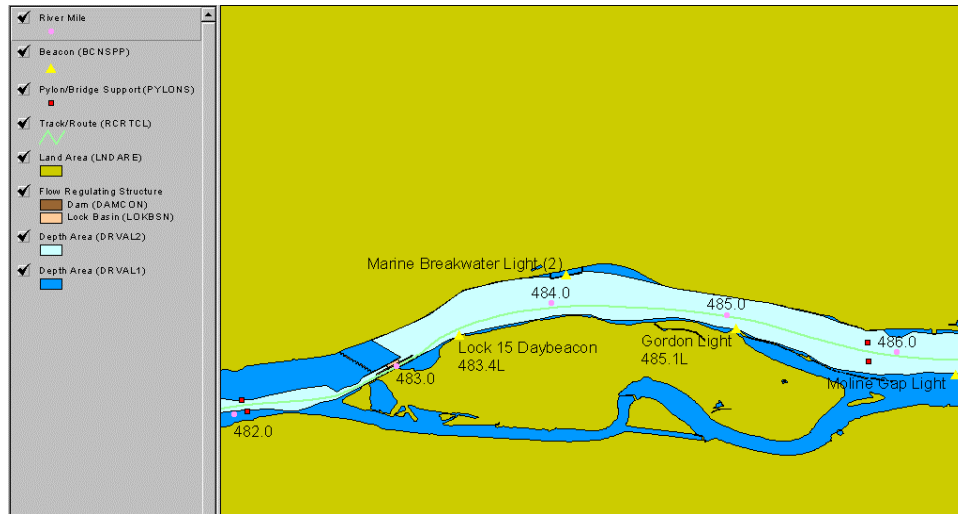 River Mile
Beacon (BCNSPP)
Pylon/Bridge Support (PYLONS)
Track/Route (RCRTCL)
Land Area (LNDARE)
Flow Regulating Structure
Dam (DAMCON)
Lock Basin (LOKBSN)
Depth Area (DRVAL2)
Depth Area (DRVAL1)
Marine Breakwater Light (2)
484.0
485.0
486.0
Lock 15 Daybeacon
483.4L
Gordon Light
485.1L
483.0
Moline Gap Light
482.0